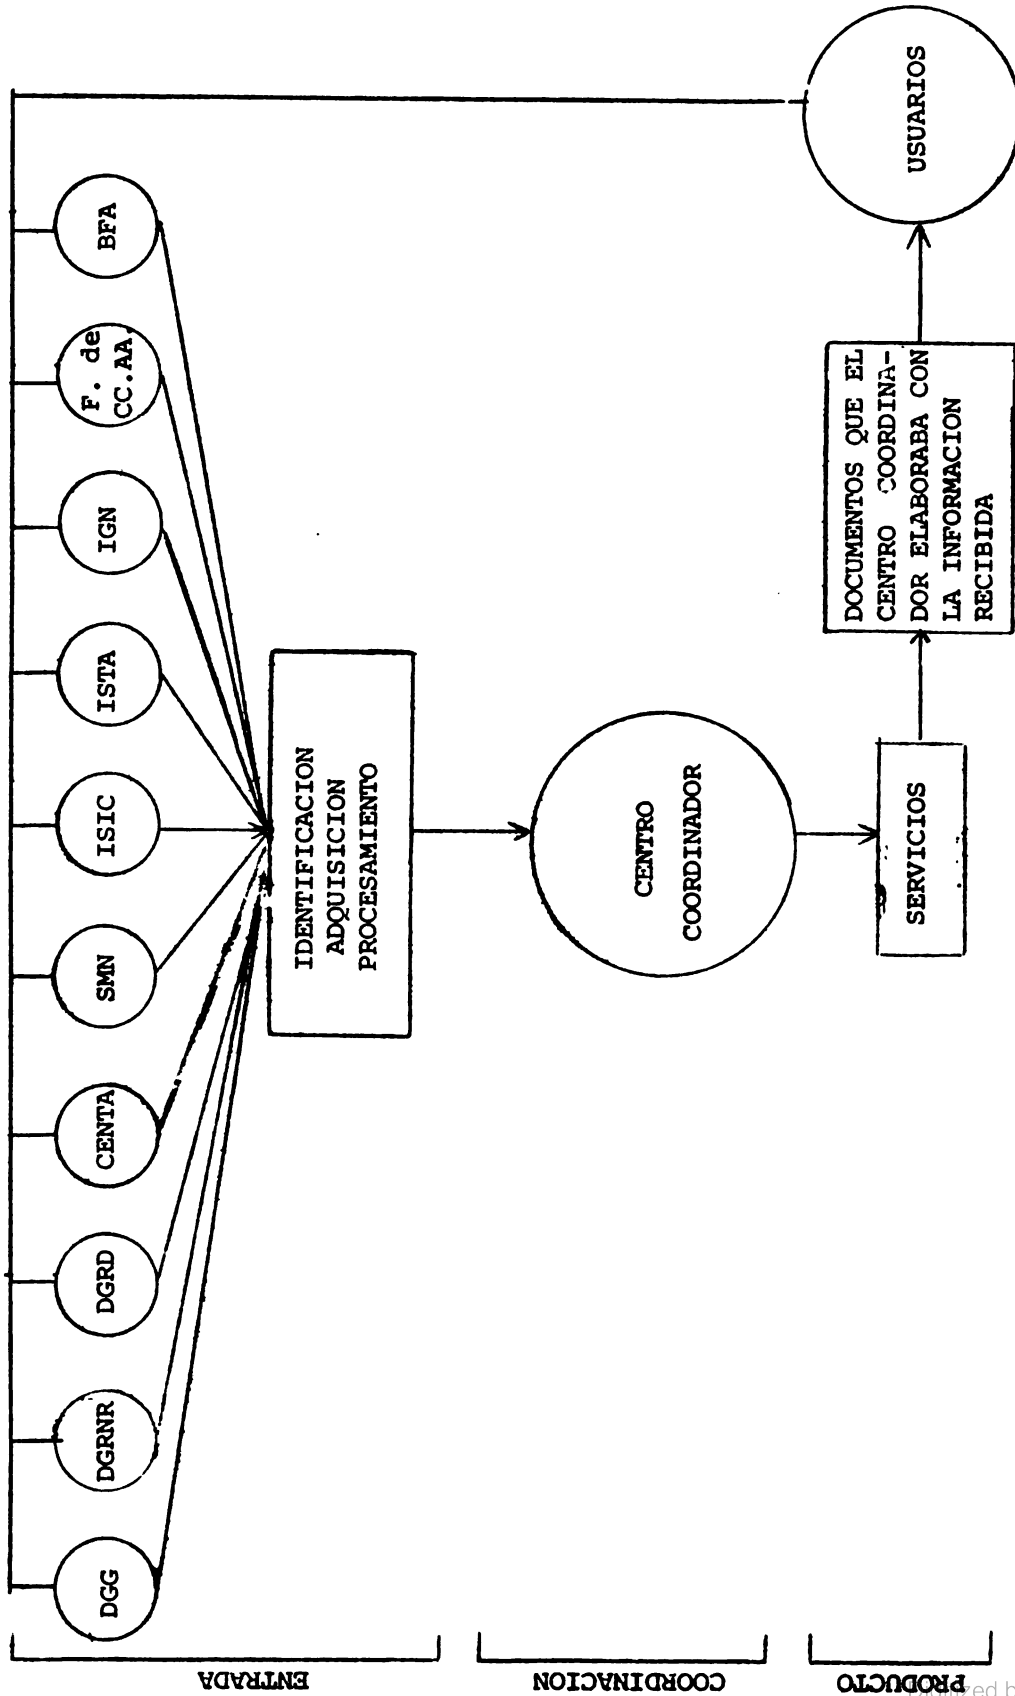 ENTRADA
DGG
DGRNR
DGRD
CENTA
SMN
ISIC
ISTA
IGN
F. de
CC.AA.
BFA
IDENTIFICACION
ADQUISICION
PROCESAMIENTO
COORDINACION
CENTRO
COORDINADOR
PRODUCTO
SERVICIOS
DOCUMENTOS QUE EL
CENTRO COORDINA-
DOR ELABORABA CON
LA INFORMACION
RECIBIDA
USUARIOS
Digitized b